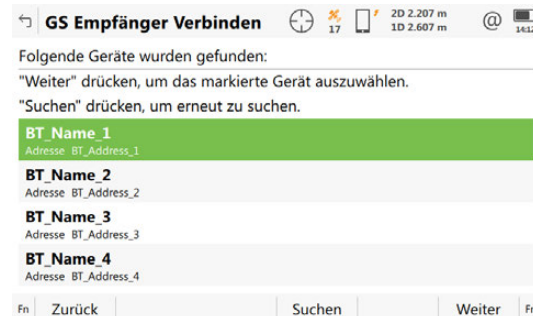 GS Empfänger Verbinden
17
2D 2.207 m
1D 2.607 m
@
14:12
Folgende Geräte wurden gefunden:
"Weiter" drücken, um das markierte Gerät auszuwählen.
"Suchen" drücken, um erneut zu suchen.
BT_Name_1
Adresse BT_Address_1
BT_Name_2
Adresse BT_Address_2
BT_Name_3
Adresse BT_Address_3
BT_Name_4
Adresse BT_Address_4
Fn Zurück Suchen Weiter